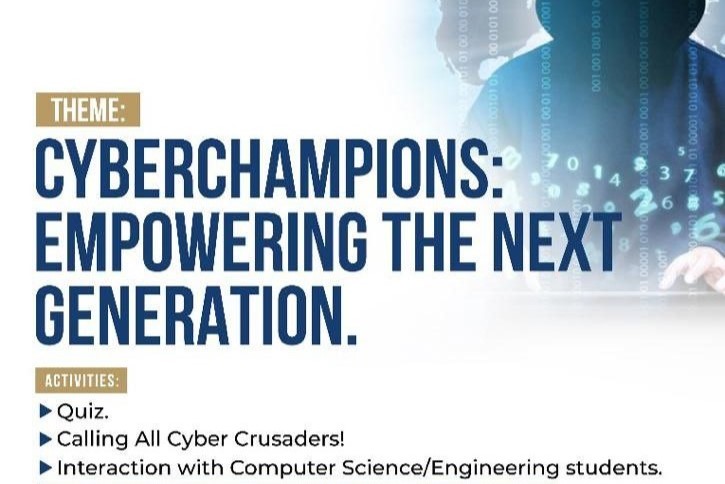 THEME:
CYBERCHAMPIONS:
EMPOWERING THE NEXT
GENERATION.
ACTIVITIES:
Quiz.
Calling All Cyber Crusaders!
Interaction with Computer Science/Engineering students.